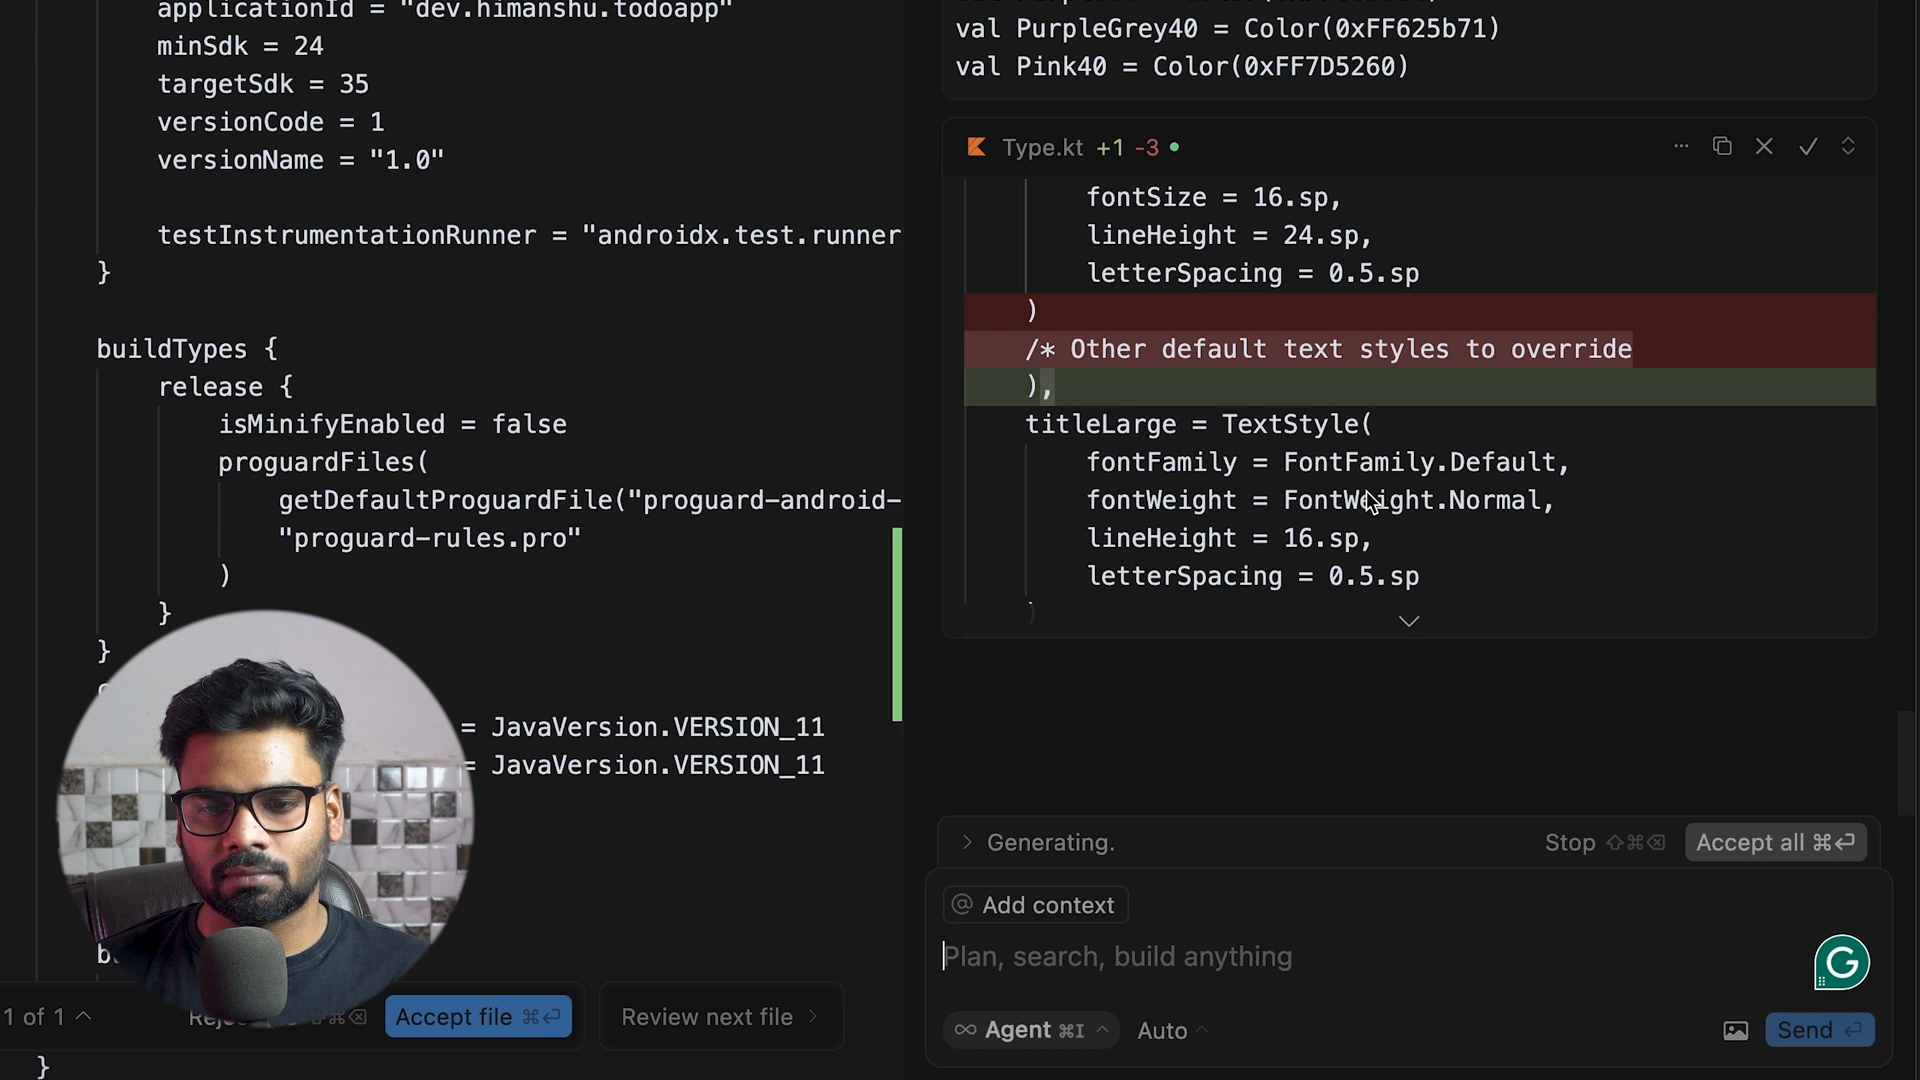 applicationId = "dev.himanshu.todoapp"
minSdk = 24
targetSdk = 35
versionCode = 1
versionName = "1.0"
testInstrumentationRunner = "androidx.test.runner
}
buildTypes {
release {
isMinifyEnabled = false
proguardFiles(
getDefaultProguardFile("proguard-android-
"proguard-rules.pro"
)
}
}
= JavaVersion.VERSION_11
= JavaVersion.VERSION_11
1 of 1
Accept file ⌘⏎
Review next file
}
val PurpleGrey40 = Color(0xFF625b71)
val Pink40 = Color(0xFF7D5260)
Type.kt +1 -3
fontSize = 16.sp,
lineHeight = 24.sp,
letterSpacing = 0.5.sp
)
/* Other default text styles to override
),
titleLarge = TextStyle(
fontFamily = FontFamily.Default,
fontWeight = FontWeight.Normal,
lineHeight = 16.sp,
letterSpacing = 0.5.sp
)
Generating.
Stop ⇧⌘⌫
Accept all ⌘⏎
@ Add context
Plan, search, build anything
∞ Agent ⌘I
Auto
Send ⏎
G